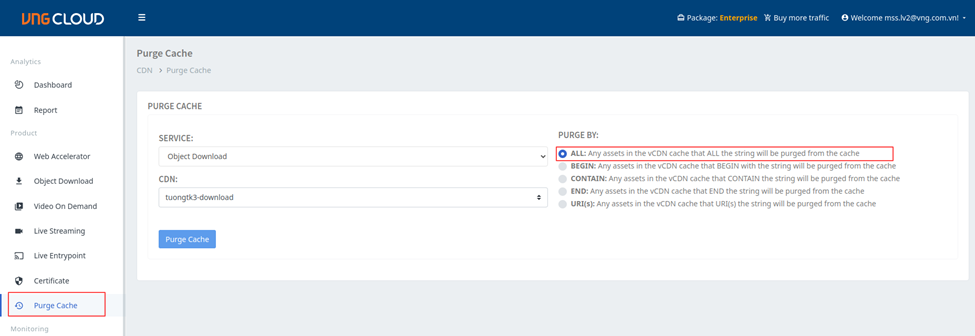 VNG CLOUD
Package: Enterprise
Buy more traffic
Welcome mss.lv2@vng.com.vn!
Analytics
Dashboard
Report
Product
Web Accelerator
Object Download
Video On Demand
Live Streaming
Live Entrypoint
Certificate
Purge Cache
Monitoring
Purge Cache
CDN > Purge Cache
PURGE CACHE
SERVICE:
Object Download
CDN:
tuongtk3-download
Purge Cache
PURGE BY:
ALL: Any assets in the vCDN cache that ALL the string will be purged from the cache
BEGIN: Any assets in the vCDN cache that BEGIN with the string will be purged from the cache
CONTAIN: Any assets in the vCDN cache that CONTAIN the string will be purged from the cache
END: Any assets in the vCDN cache that END the string will be purged from the cache
URI(s): Any assets in the vCDN cache that URI(s) the string will be purged from the cache